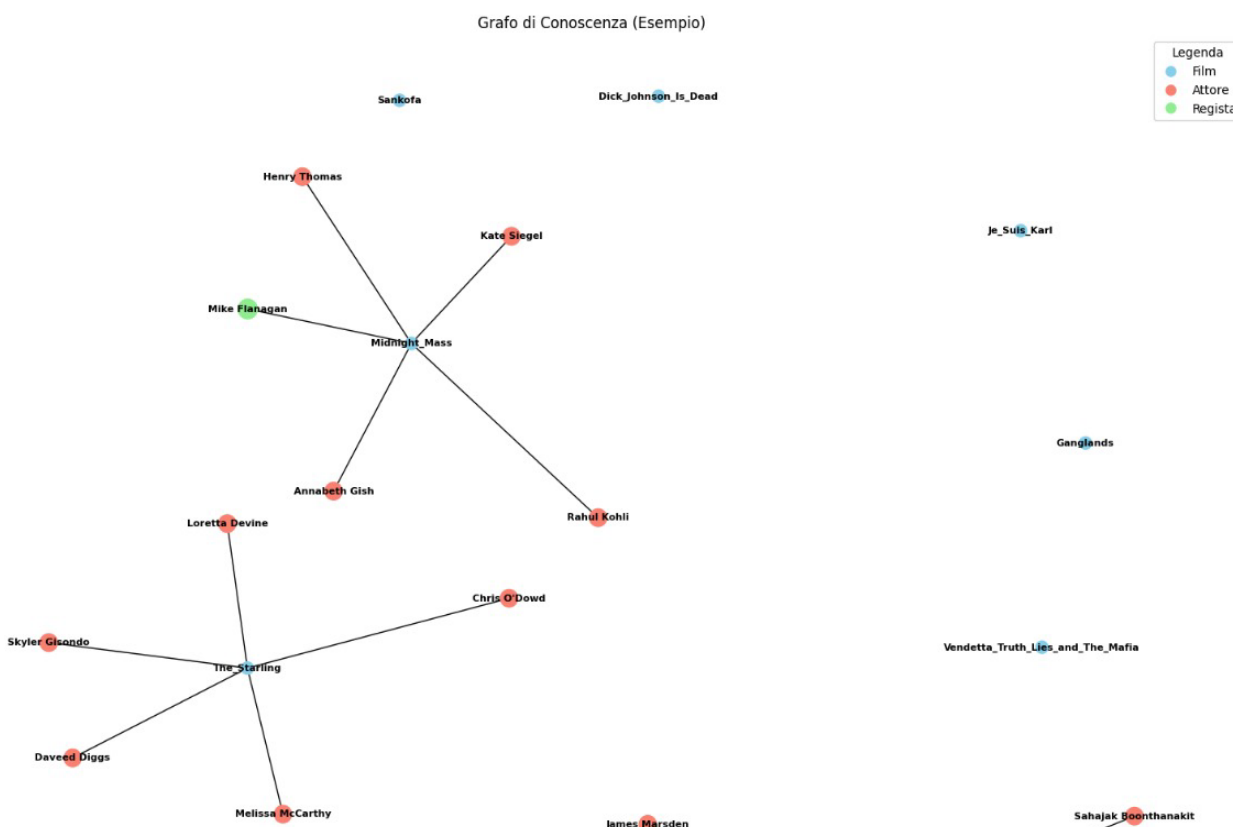 Grafo di Conoscenza (Esempio)
Legenda
Film
Attore
Regista
Sankofa
Dick_Johnson_Is_Dead
Henry Thomas
Kate Siegel
Je_Suis_Karl
Mike Flanagan
Midnight_Mass
Ganglands
Annabeth Gish
Rahul Kohli
Loretta Devine
Chris O'Dowd
Skyler Gisondo
Vendetta_Truth_Lies_and_The_Mafia
The_Starling
Daveed Diggs
Melissa McCarthy
James Marsden
Sahajak Boonthanakit